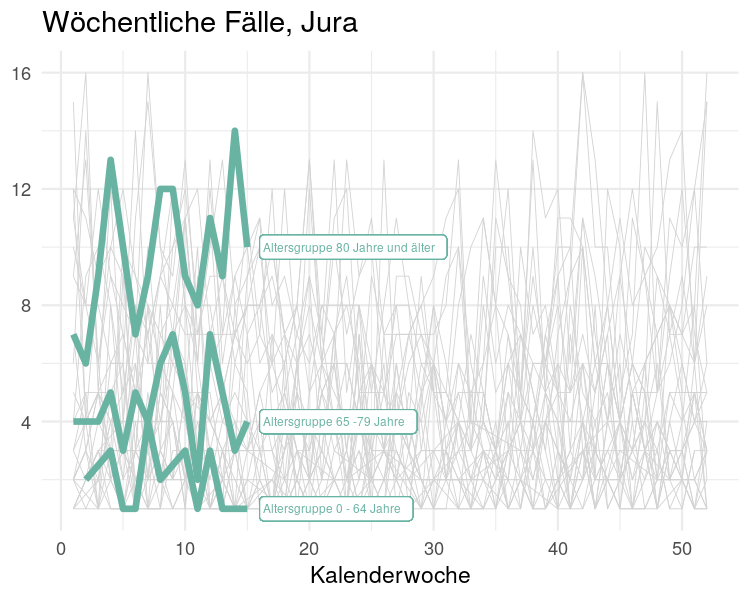 Wöchentliche Fälle, Jura
16
12
8
4
Altersgruppe 80 Jahre und älter
Altersgruppe 65 -79 Jahre
Altersgruppe 0 - 64 Jahre
0 10 20 30 40 50
Kalenderwoche